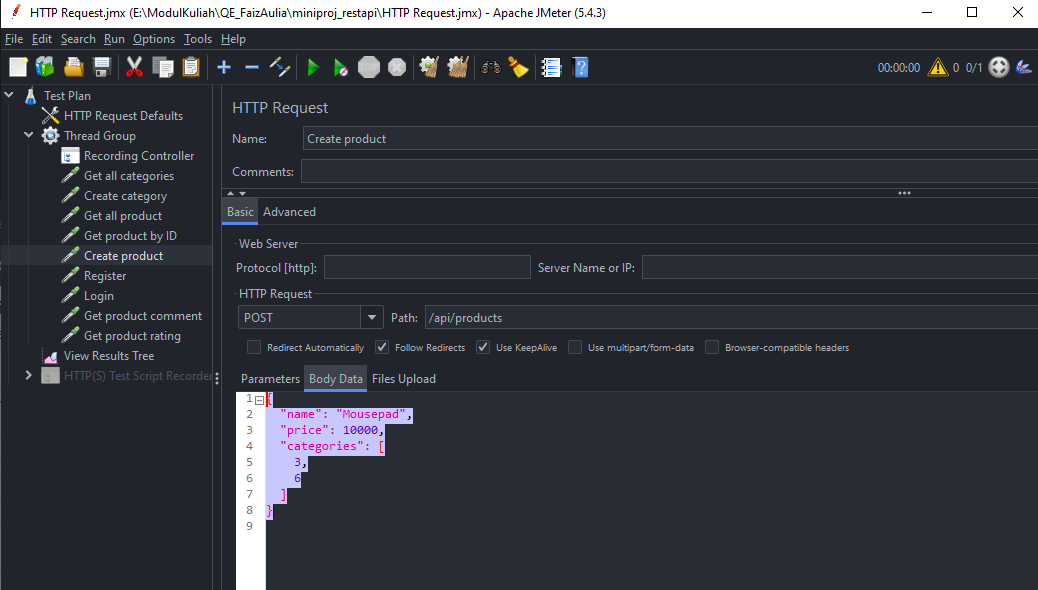 HTTP Request.jmx (E:\ModulKuliah\QE_FaizAulia\miniproj_restapi\HTTP Request.jmx) - Apache JMeter (5.4.3)
File Edit Search Run Options Tools Help
00:00:00 0 0/1
Test Plan
HTTP Request Defaults
Thread Group
Recording Controller
Get all categories
Create category
Get all product
Get product by ID
Create product
Register
Login
Get product comment
Get product rating
View Results Tree
HTTP(S) Test Script Recorder
HTTP Request
Name: Create product
Comments:
Basic Advanced
Web Server
Protocol [http]: Server Name or IP:
HTTP Request
POST Path: /api/products
Redirect Automatically Follow Redirects Use KeepAlive Use multipart/form-data Browser-compatible headers
Parameters Body Data Files Upload
1 {
2 "name": "Mousepad",
3 "price": 10000,
4 "categories": [
5 3,
6 6
7 ]
8 }
9